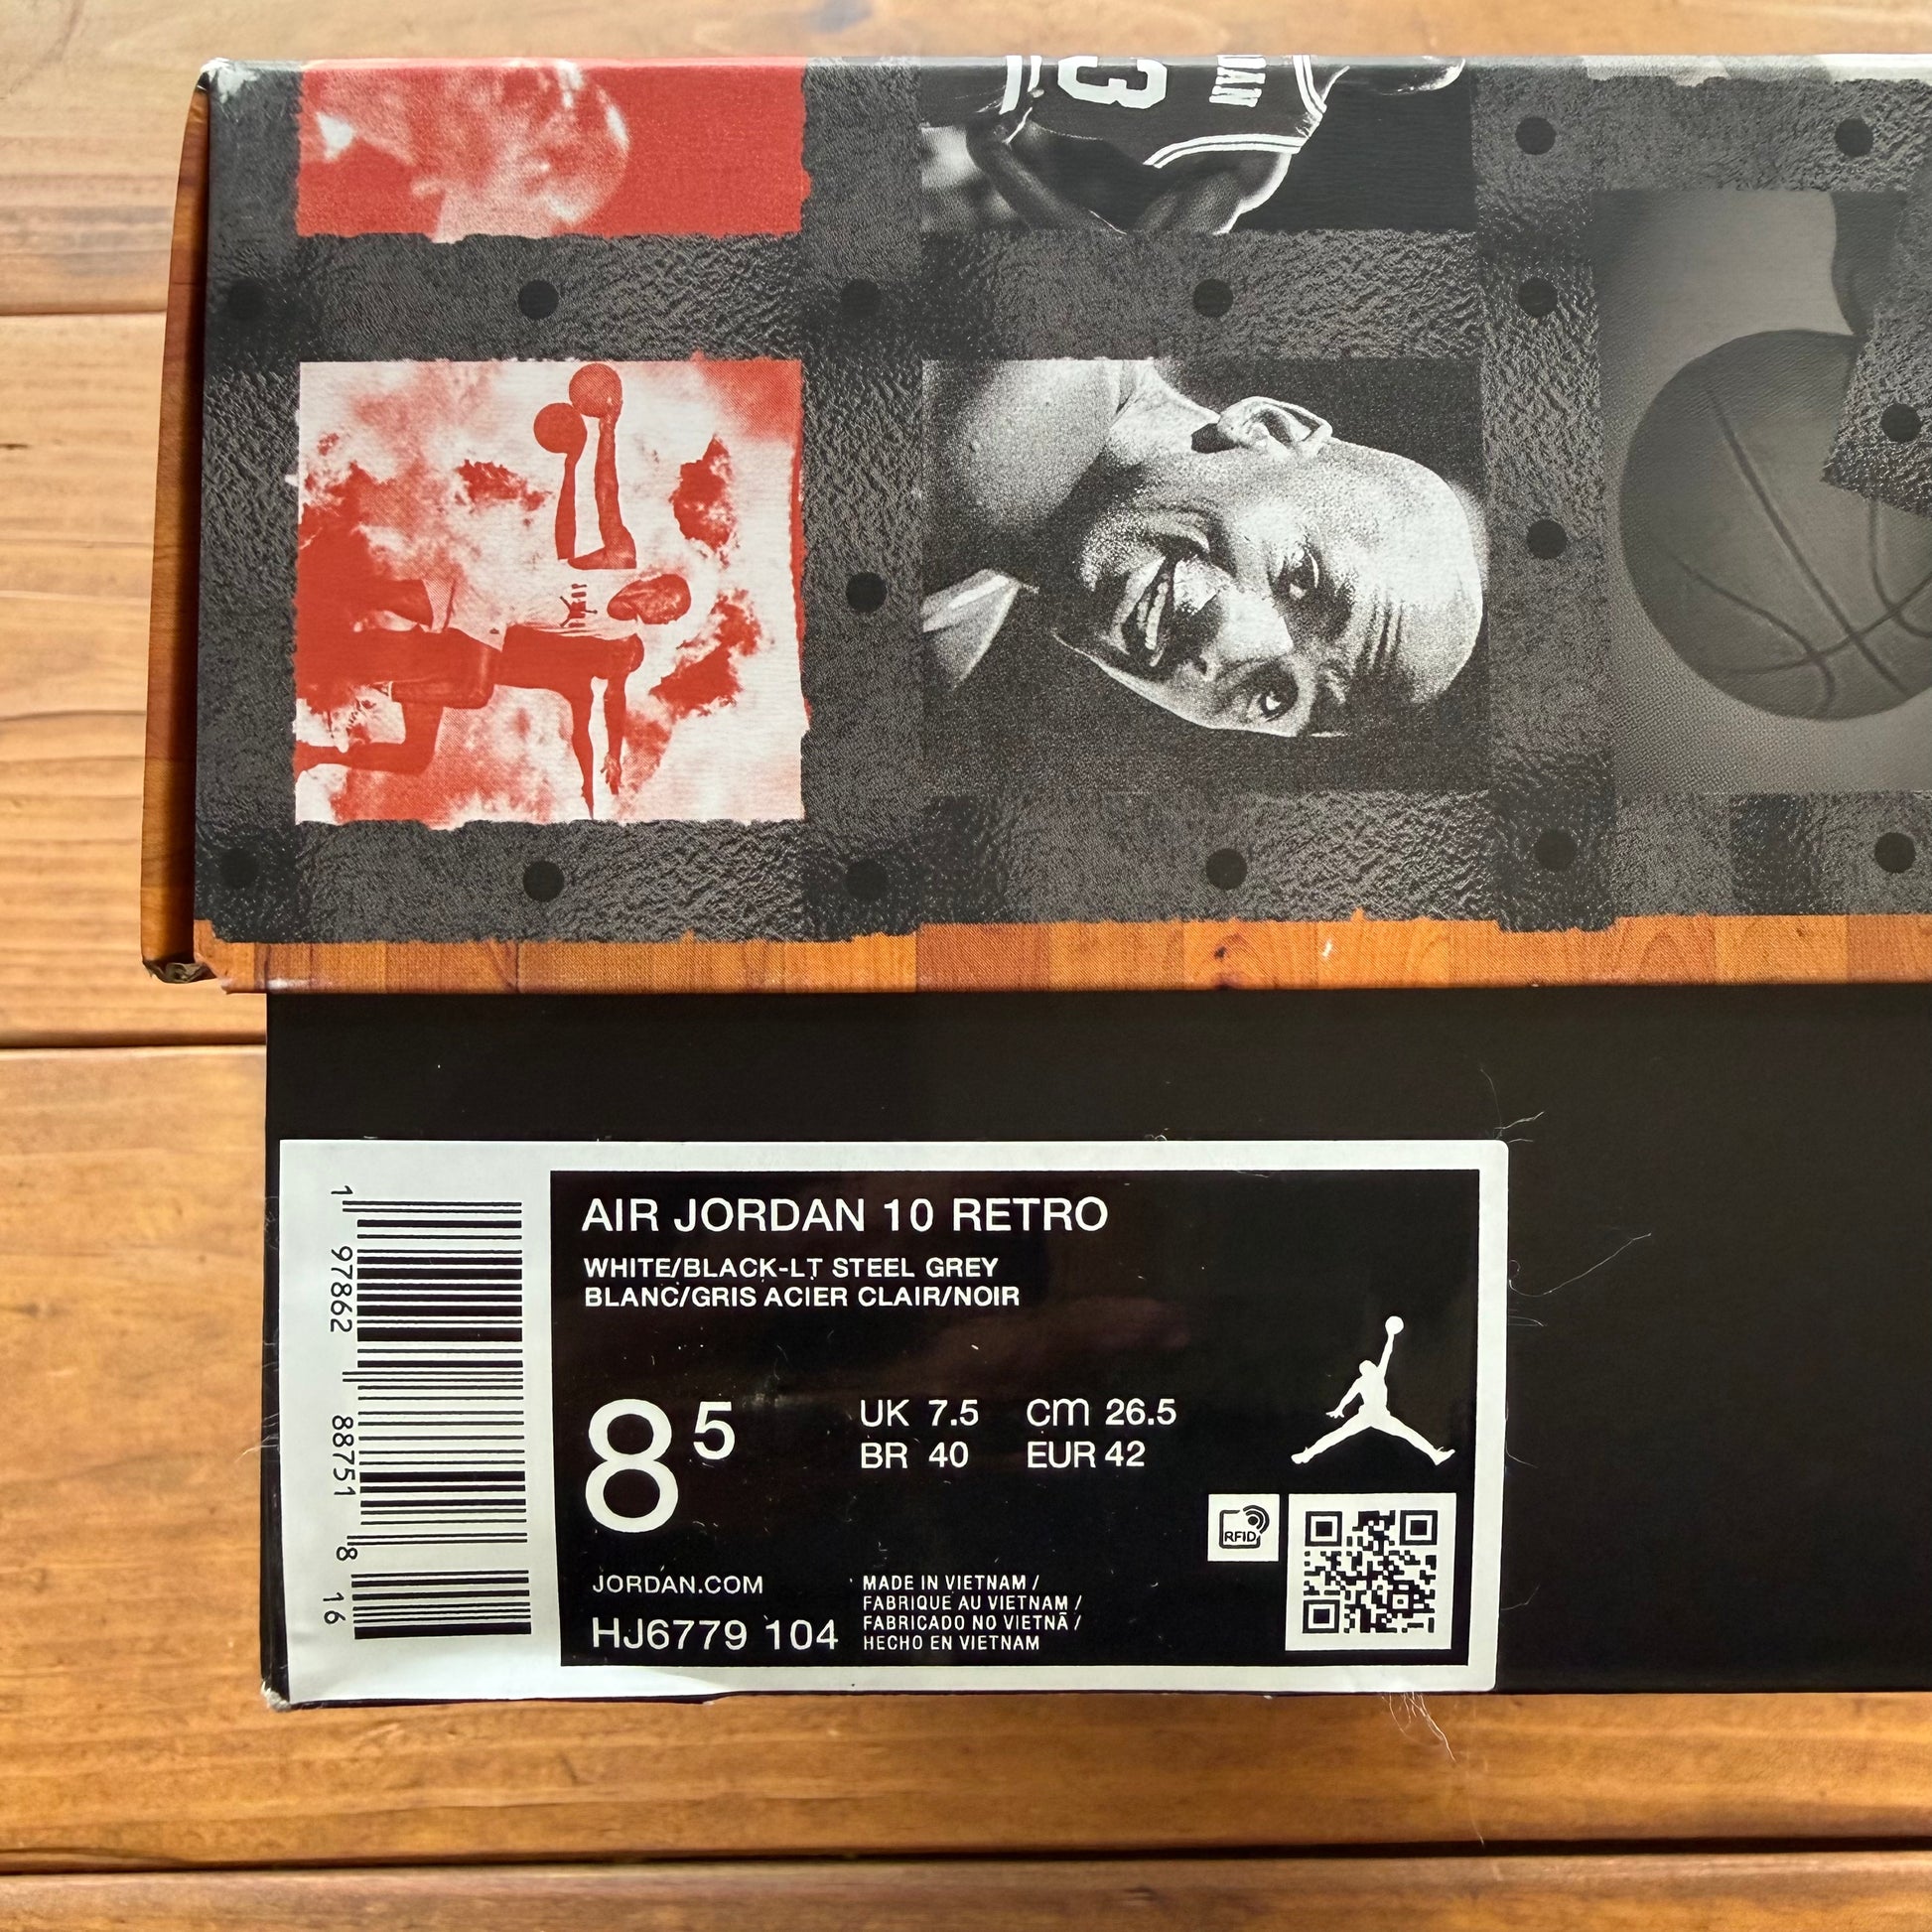 3
AIR JORDAN 10 RETRO
WHITE/BLACK-LT STEEL GREY
BLANC/GRIS ACIER CLAIR/NOIR
8 5
UK 7.5 CM 26.5
BR 40 EUR 42
RFID
JORDAN.COM
HJ6779 104
MADE IN VIETNAM /
FABRIQUE AU VIETNAM /
FABRICADO NO VIETNÃ /
HECHO EN VIETNAM
1 97862 88751 8 16